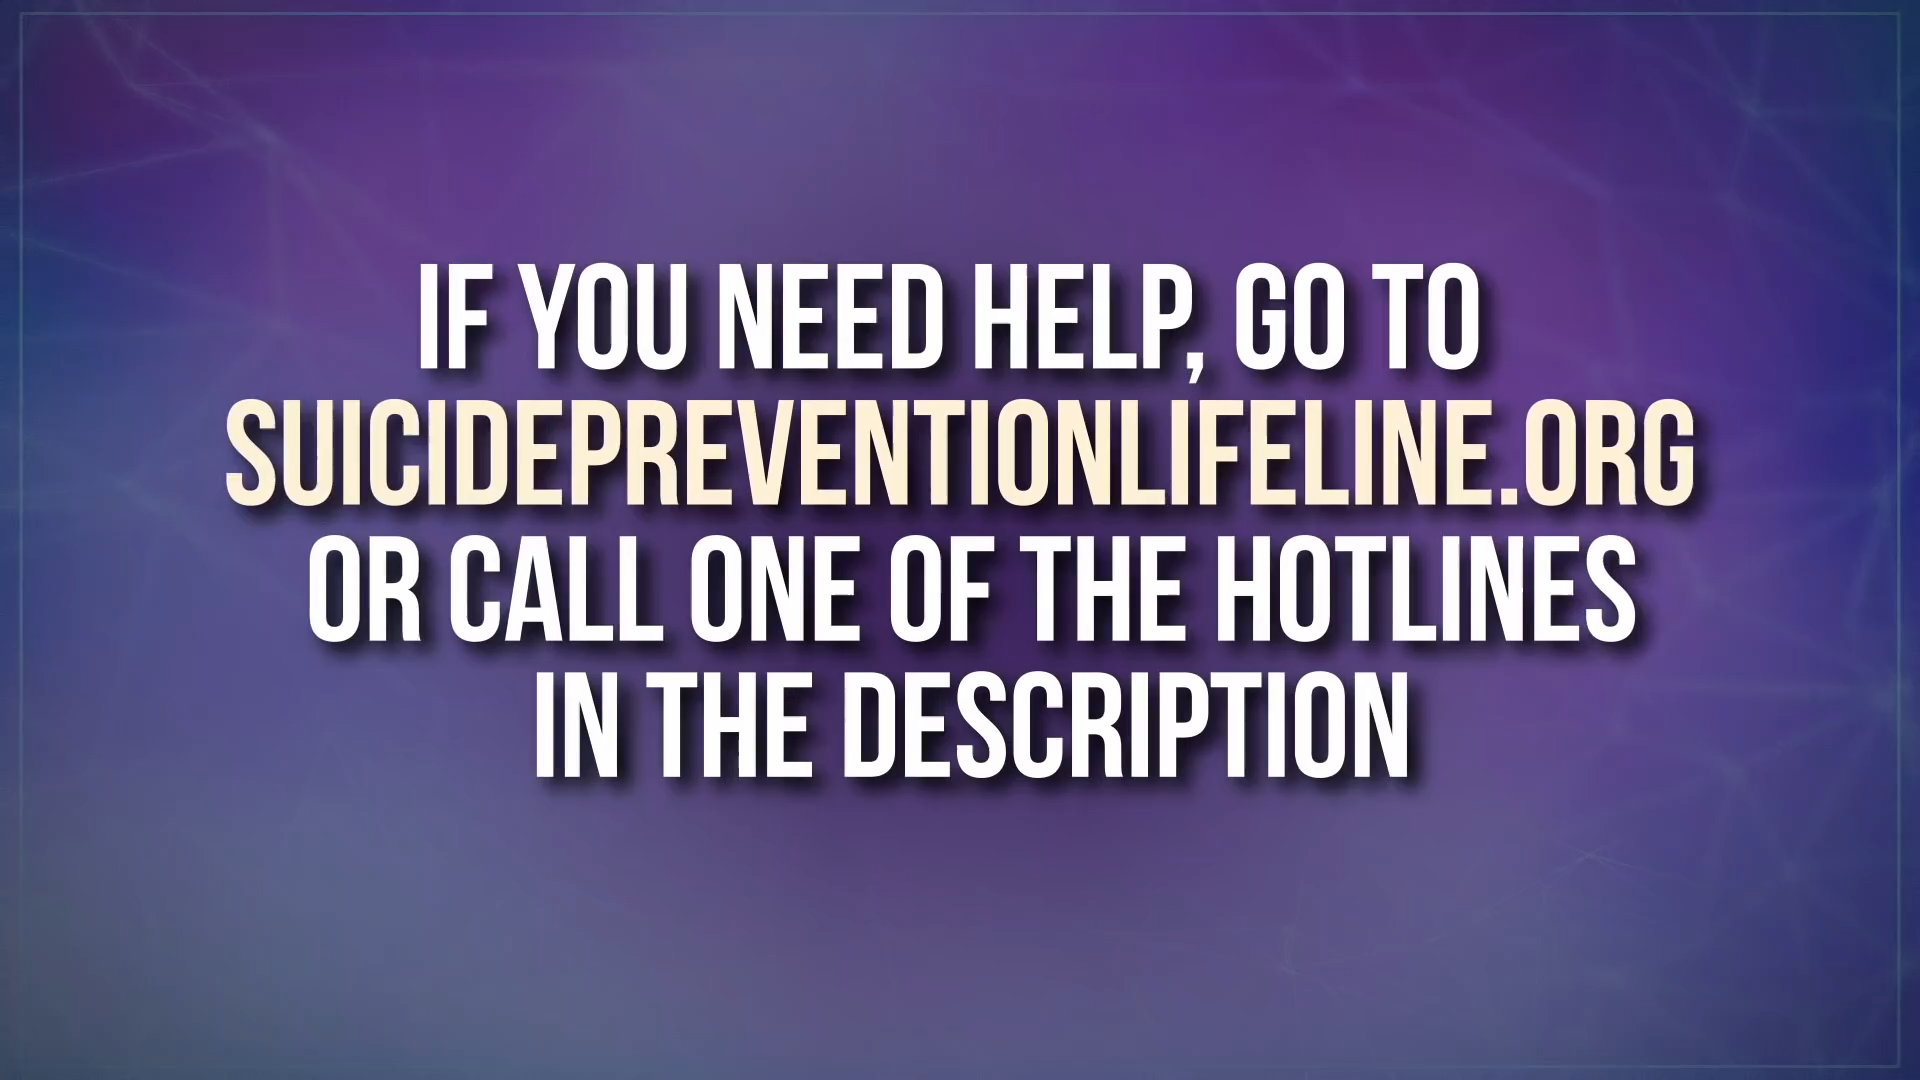 IF YOU NEED HELP, GO TO
SUICIDEPREVENTIONLIFELINE.ORG
OR CALL ONE OF THE HOTLINES
IN THE DESCRIPTION